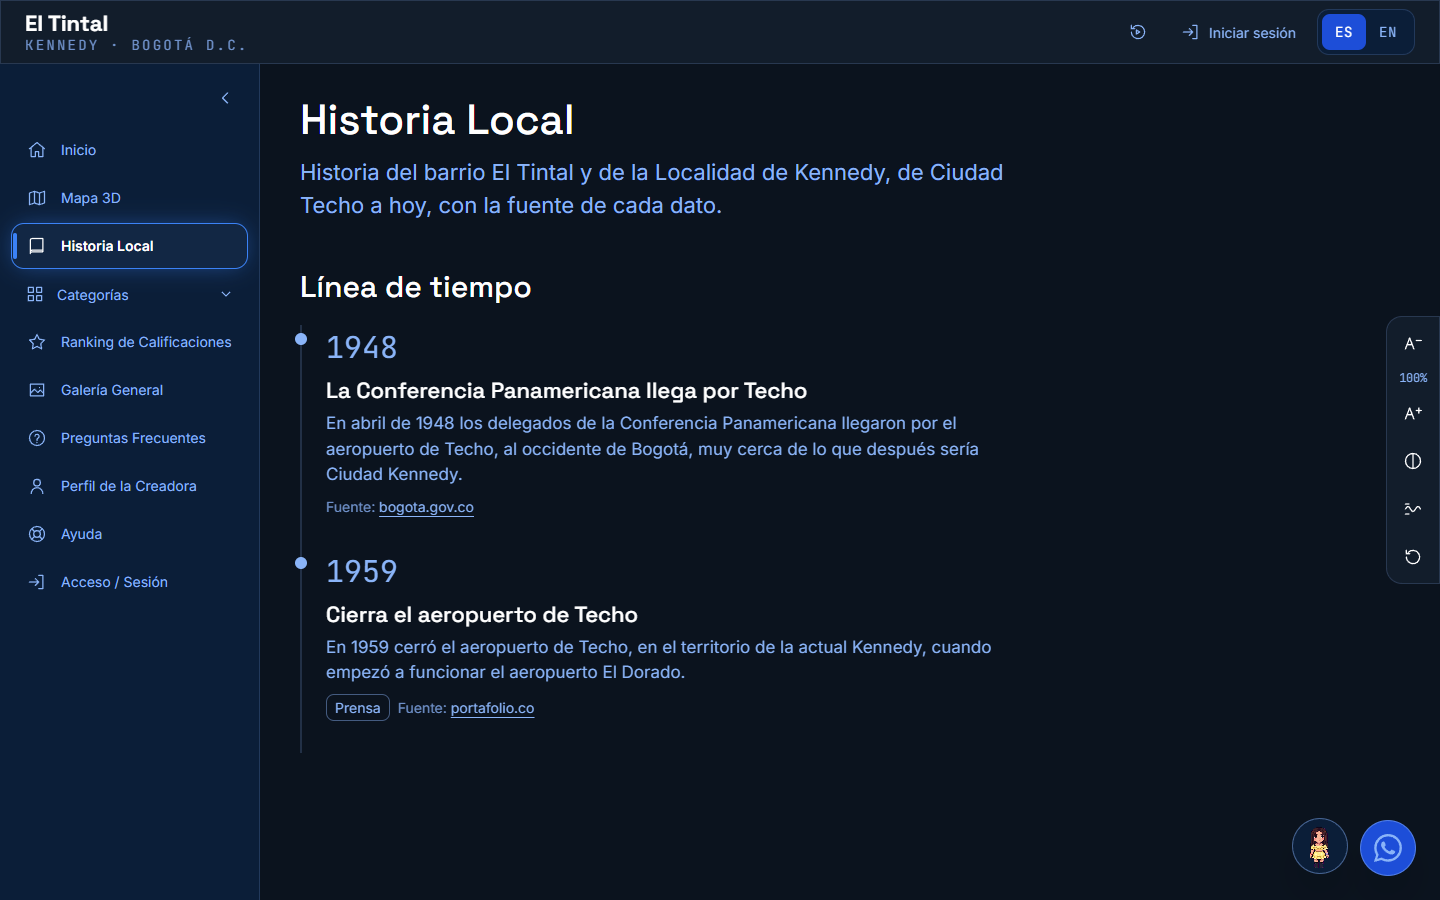 El Tintal
KENNEDY · BOGOTÁ D.C.
Iniciar sesión
ES
EN
Inicio
Mapa 3D
Historia Local
Categorías
Ranking de Calificaciones
Galería General
Preguntas Frecuentes
Perfil de la Creadora
Ayuda
Acceso / Sesión
Historia Local
Historia del barrio El Tintal y de la Localidad de Kennedy, de Ciudad
Techo a hoy, con la fuente de cada dato.
Línea de tiempo
1948
La Conferencia Panamericana llega por Techo
En abril de 1948 los delegados de la Conferencia Panamericana llegaron por el
aeropuerto de Techo, al occidente de Bogotá, muy cerca de lo que después sería
Ciudad Kennedy.
Fuente: bogota.gov.co
1959
Cierra el aeropuerto de Techo
En 1959 cerró el aeropuerto de Techo, en el territorio de la actual Kennedy, cuando
empezó a funcionar el aeropuerto El Dorado.
Prensa Fuente: portafolio.co
A-
100%
A+